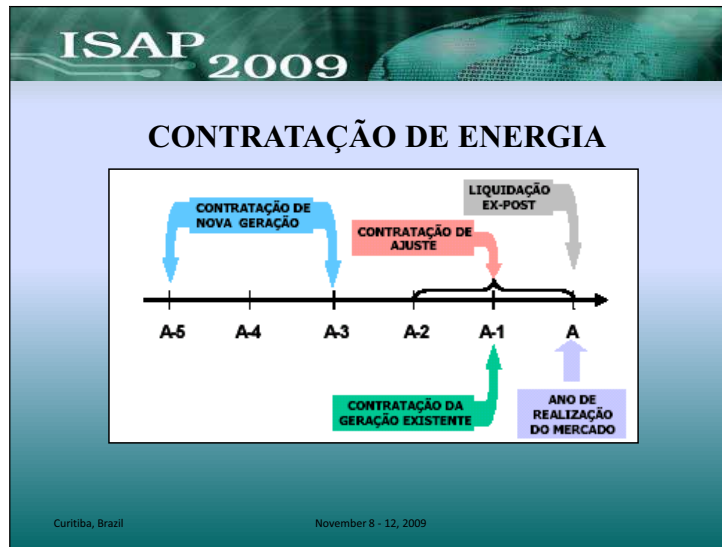 ISAP 2009
CONTRATAÇÃO DE ENERGIA
LIQUIDAÇÃO
EX-POST
CONTRATAÇÃO DE
NOVA GERAÇÃO
CONTRATAÇÃO DE
AJUSTE
A-5 A-4 A-3 A-2 A-1 A
CONTRATAÇÃO DA
GERAÇÃO EXISTENTE
ANO DE
REALIZAÇÃO
DO MERCADO
Curitiba, Brazil November 8 - 12, 2009